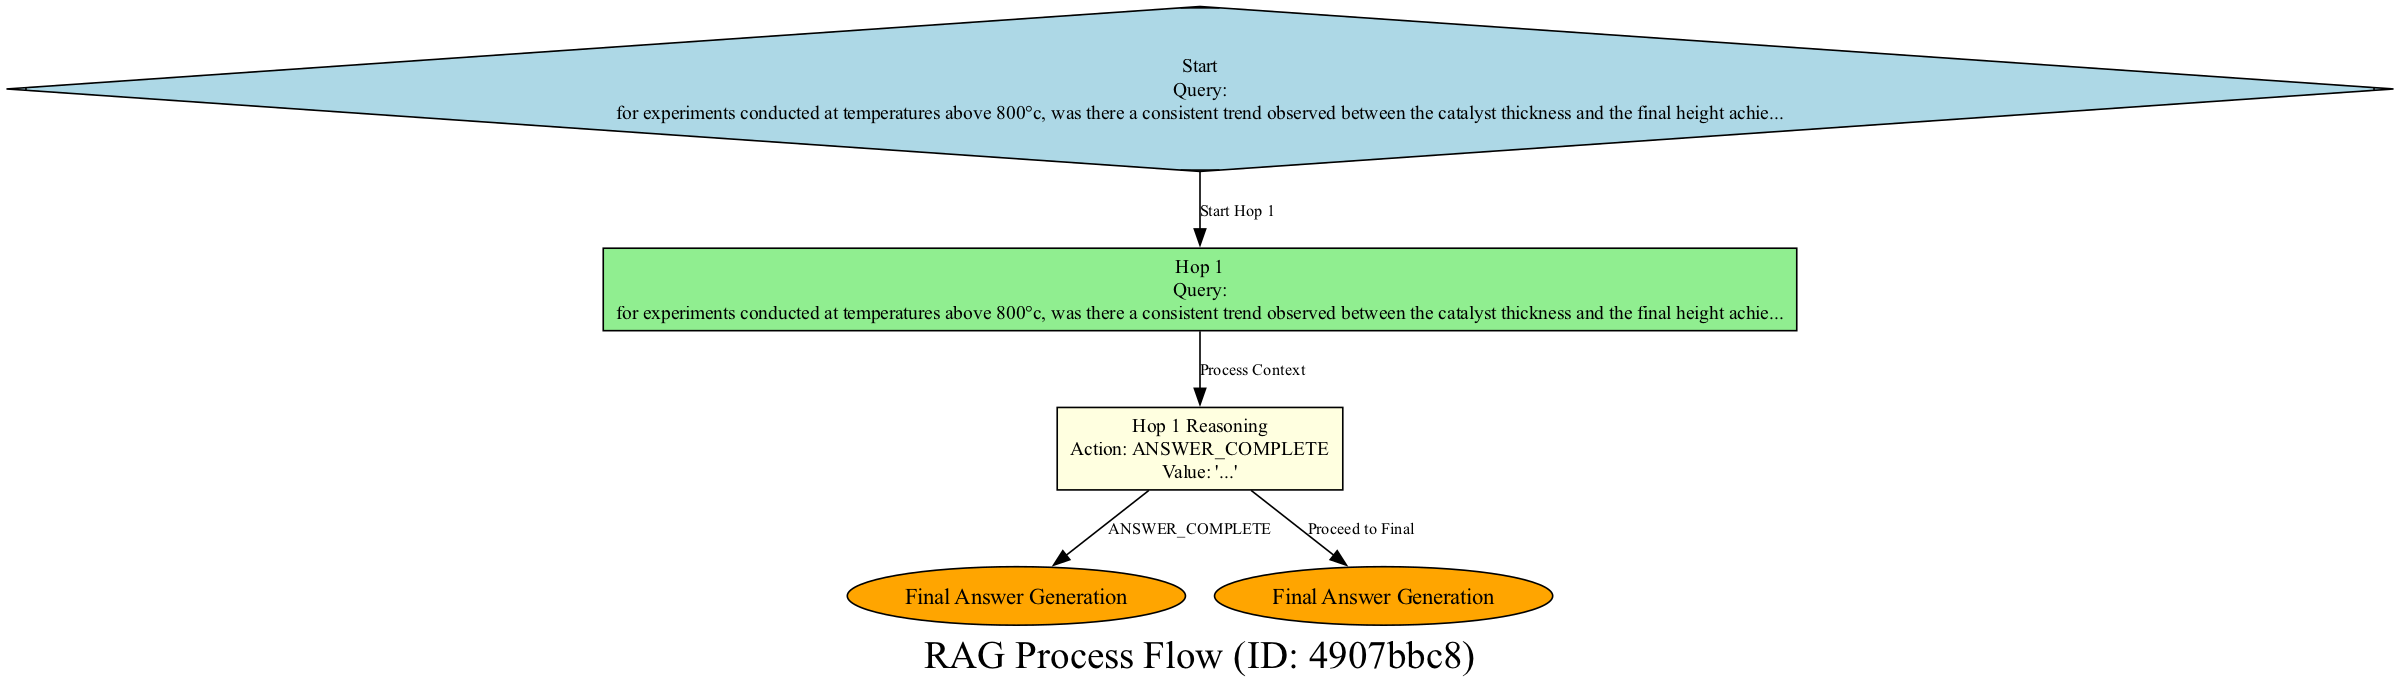 Start
Query:
for experiments conducted at temperatures above 800°c, was there a consistent trend observed between the catalyst thickness and the final height achie...
Start Hop 1
Hop 1
Query:
for experiments conducted at temperatures above 800°c, was there a consistent trend observed between the catalyst thickness and the final height achie...
Process Context
Hop 1 Reasoning
Action: ANSWER_COMPLETE
Value: '...'
ANSWER_COMPLETE
Proceed to Final
Final Answer Generation
Final Answer Generation
RAG Process Flow (ID: 4907bbc8)